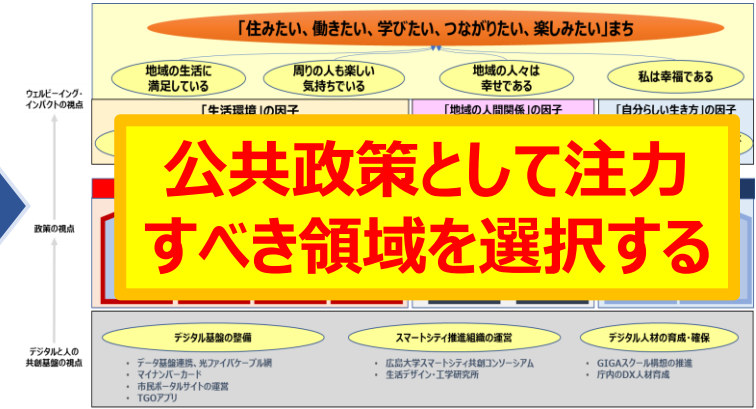 「住みたい、働きたい、学びたい、つながりたい、楽しみたい」まち
地域の生活に
満足している
周りの人も楽しい
気持ちでいる
地域の人々は
幸せである
私は幸福である
ウェルビーイング・
インパクトの視点
「生活環境」の因子
「地域の人間関係」の因子
「自分らしい生き方」の因子
公共政策として注力
すべき領域を選択する
政策の視点
デジタルと人の
共創基盤の視点
デジタル基盤の整備
・ データ基盤連携、光ファイバケーブル網
・ マイナンバーカード
・ 市民ポータルサイトの運営
・ TGOアプリ
スマートシティ推進組織の運営
・ 広島大学スマートシティ共創コンソーシアム
・ 生活デザイン・工学研究所
デジタル人材の育成・確保
・ GIGAスクール構想の推進
・ 庁内のDX人材育成